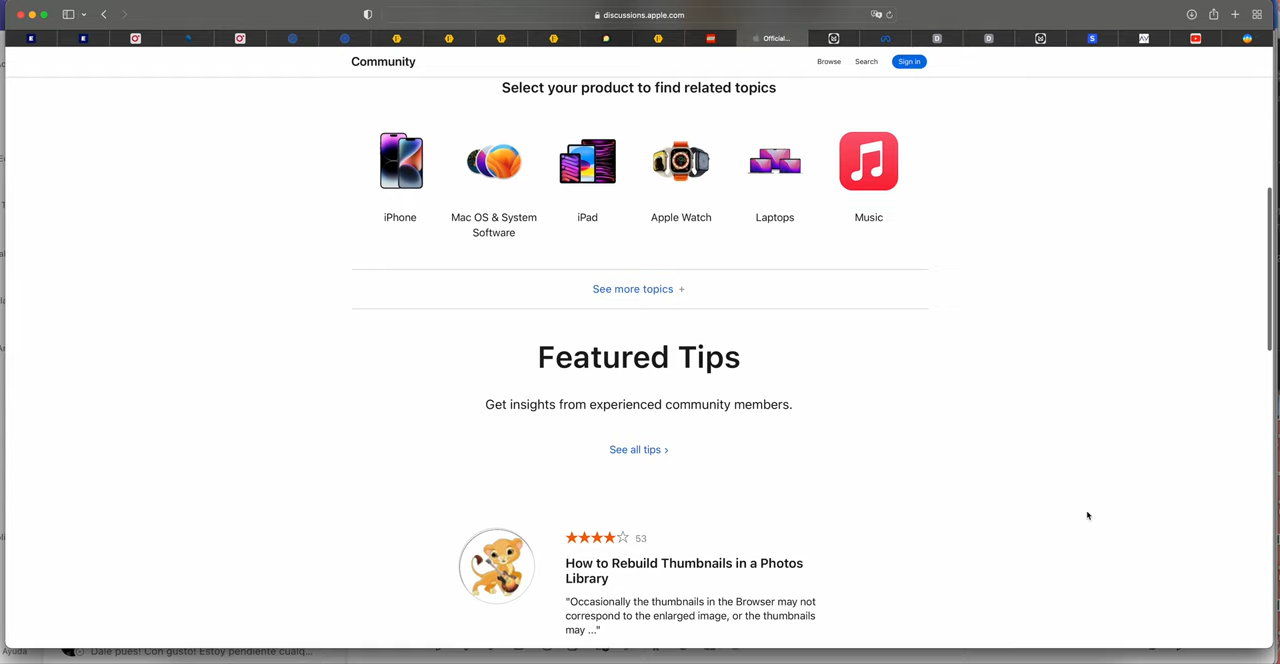 discussions.apple.com
Official...
Community
Browse
Search
Sign in
Select your product to find related topics
iPhone
Mac OS & System
Software
iPad
Apple Watch
Laptops
Music
See more topics +
Featured Tips
Get insights from experienced community members.
See all tips ›
53
How to Rebuild Thumbnails in a Photos
Library
"Occasionally the thumbnails in the Browser may not
correspond to the enlarged image, or the thumbnails
may ..."
Ayuda
Dale pues! Con gusto! Estoy pendiente cualq...